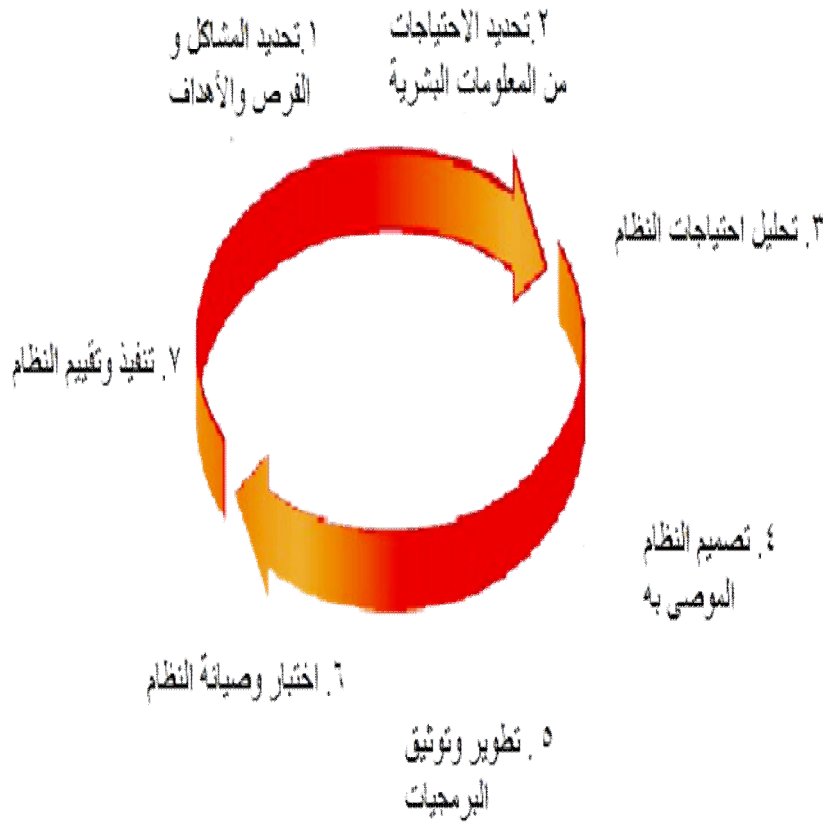 ١.تحديد المشاكل و
الفرص والأهداف
٢.تحديد الاحتياجات
من المعلومات البشرية
٣. تحليل احتياجات النظام
٤. تصميم النظام
الموصى به
٥. تطوير وتوثيق
البرمجيات
٦. اختبار وصيانة النظام
٧. تنفيذ وتقييم النظام